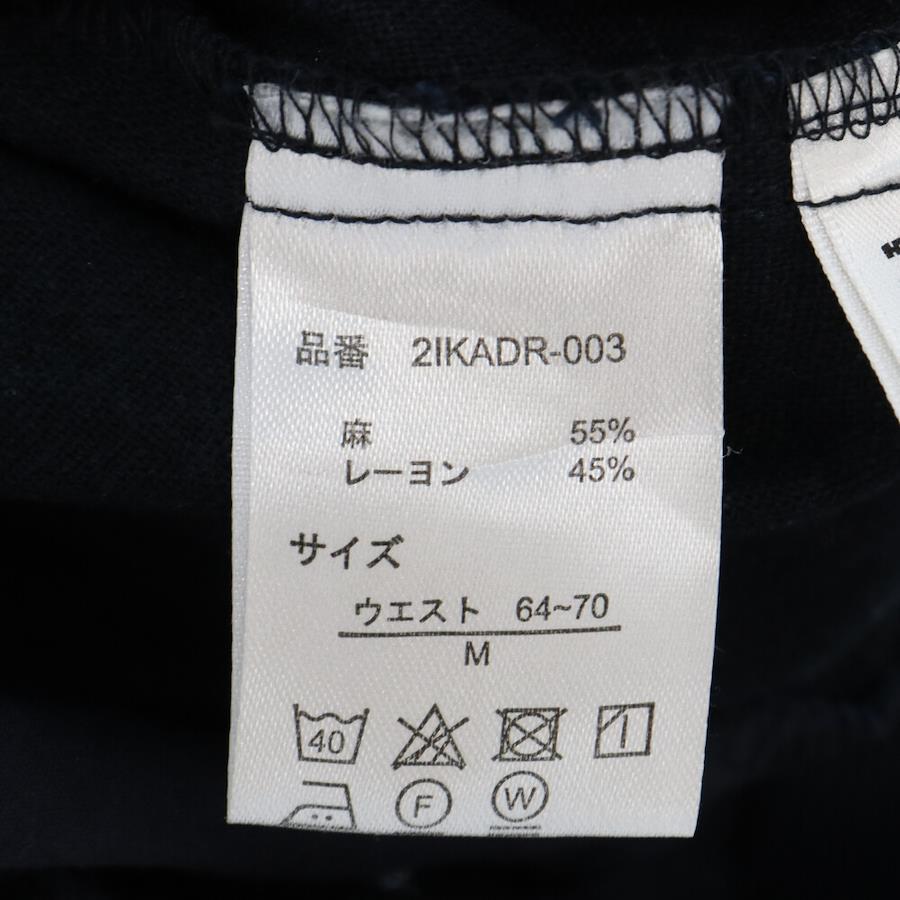 品番 2IKADR-003
麻 55%
レーヨン 45%
サイズ
ウエスト 64~70
M
40
F W